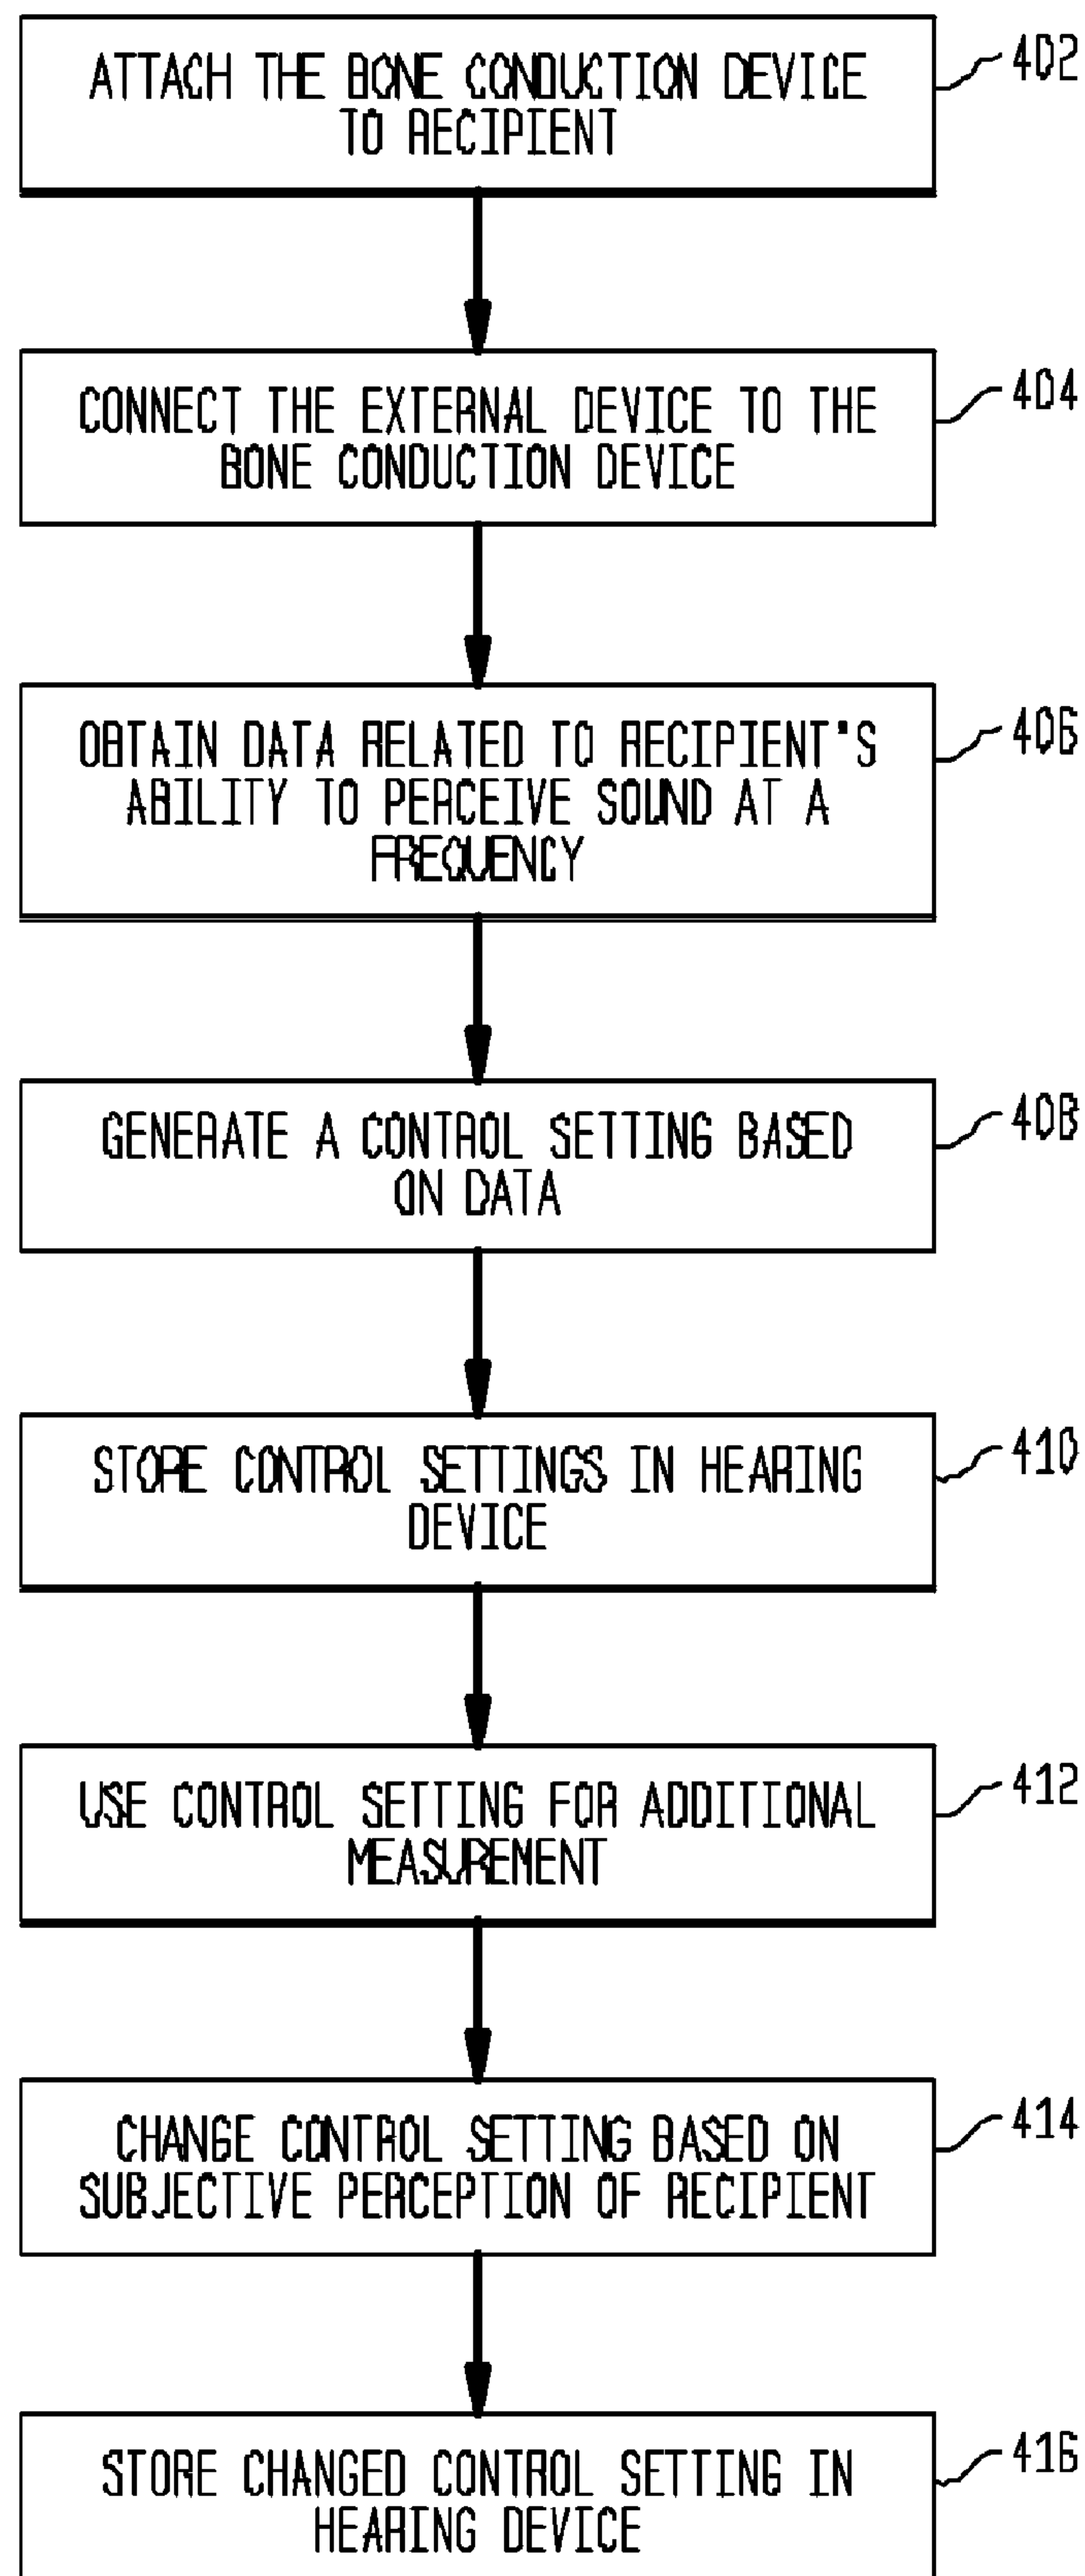 ATTACH THE BONE CONDUCTION DEVICE
TO RECIPIENT
402
CONNECT THE EXTERNAL DEVICE TO THE
BONE CONDUCTION DEVICE
404
OBTAIN DATA RELATED TO RECIPIENT'S
ABILITY TO PERCEIVE SOUND AT A
FREQUENCY
406
GENERATE A CONTROL SETTING BASED
ON DATA
408
STORE CONTROL SETTINGS IN HEARING
DEVICE
410
USE CONTROL SETTING FOR ADDITIONAL
MEASUREMENT
412
CHANGE CONTROL SETTING BASED ON
SUBJECTIVE PERCEPTION OF RECIPIENT
414
STORE CHANGED CONTROL SETTING IN
HEARING DEVICE
416